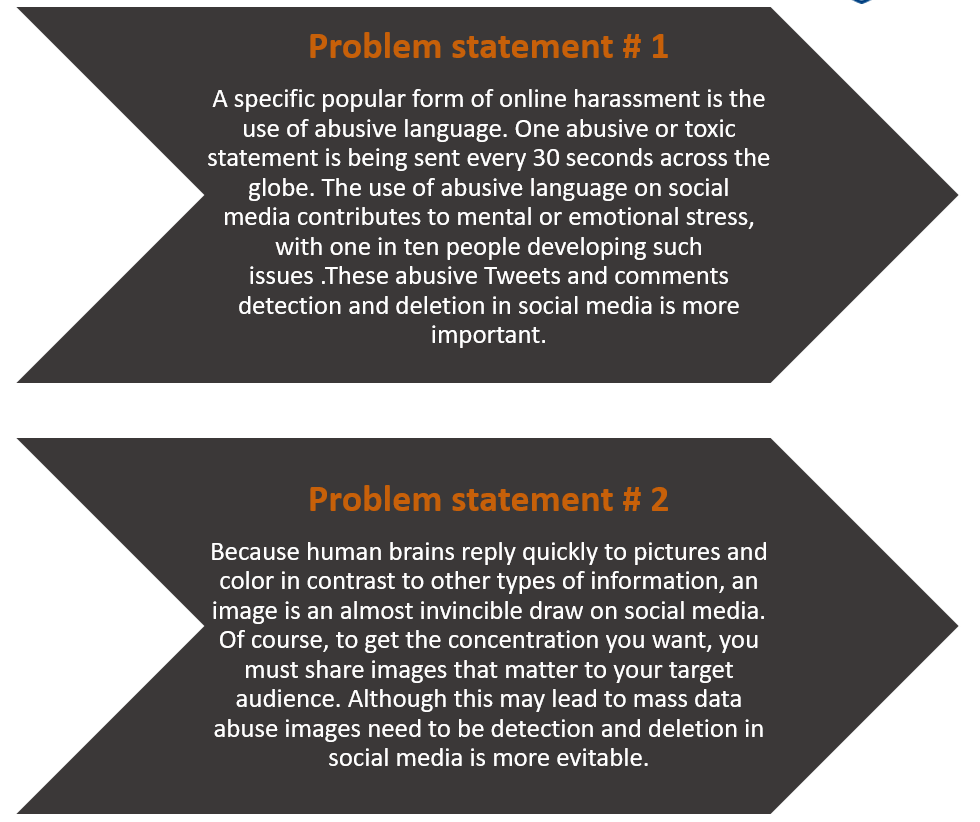 Problem statement # 1
A specific popular form of online harassment is the
use of abusive language. One abusive or toxic
statement is being sent every 30 seconds across the
globe. The use of abusive language on social
media contributes to mental or emotional stress,
with one in ten people developing such
issues .These abusive Tweets and comments
detection and deletion in social media is more
important.
Problem statement # 2
Because human brains reply quickly to pictures and
color in contrast to other types of information, an
image is an almost invincible draw on social media.
Of course, to get the concentration you want, you
must share images that matter to your target
audience. Although this may lead to mass data
abuse images need to be detection and deletion in
social media is more evitable.